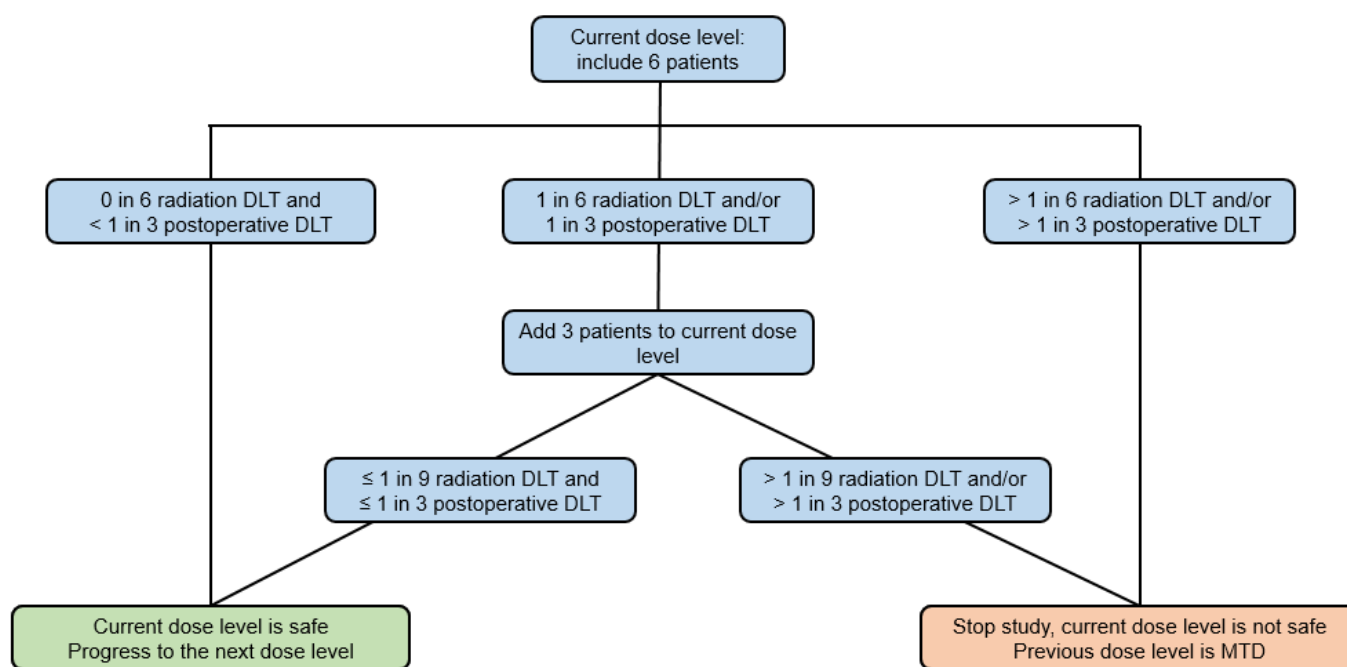 Current dose level:
include 6 patients
0 in 6 radiation DLT and
< 1 in 3 postoperative DLT
1 in 6 radiation DLT and/or
1 in 3 postoperative DLT
> 1 in 6 radiation DLT and/or
> 1 in 3 postoperative DLT
Add 3 patients to current dose
level
≤ 1 in 9 radiation DLT and
≤ 1 in 3 postoperative DLT
> 1 in 9 radiation DLT and/or
> 1 in 3 postoperative DLT
Current dose level is safe
Progress to the next dose level
Stop study, current dose level is not safe
Previous dose level is MTD